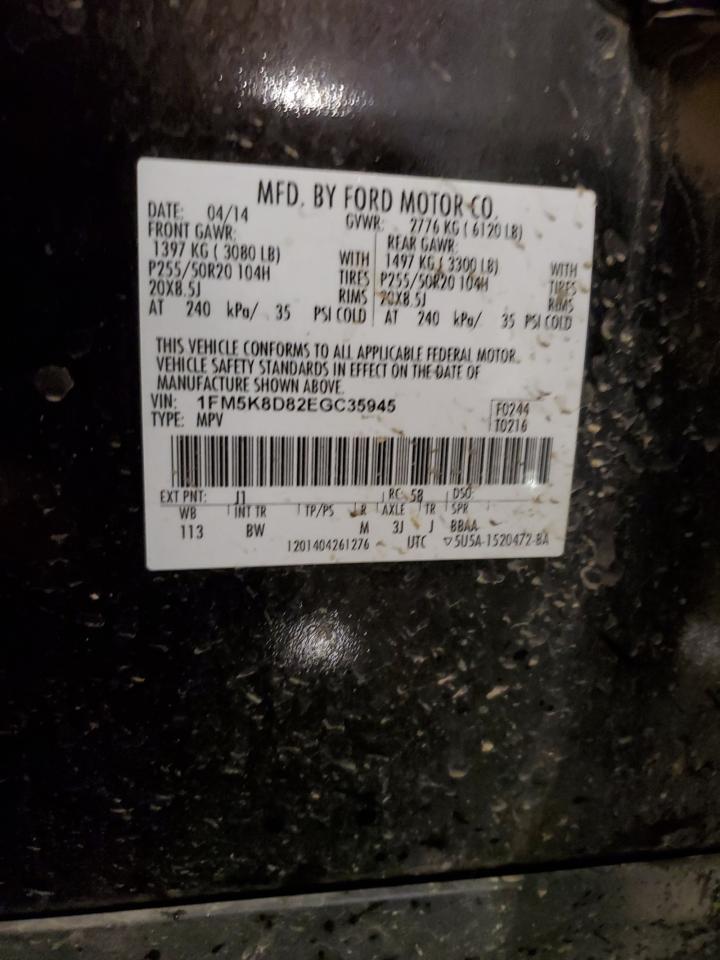 MFD. BY FORD MOTOR CO.
DATE: 04/14 GVWR: 2776 KG ( 6120 LB)
FRONT GAWR: REAR GAWR:
1397 KG ( 3080 LB) WITH 1497 KG ( 3300 LB) WITH
P255/50R20 104H TIRES P255/50R20 104H TIRES
20X8.5J RIMS 20X8.5J RIMS
AT 240 kPa/ 35 PSI COLD AT 240 kPa/ 35 PSI COLD
THIS VEHICLE CONFORMS TO ALL APPLICABLE FEDERAL MOTOR
VEHICLE SAFETY STANDARDS IN EFFECT ON THE DATE OF
MANUFACTURE SHOWN ABOVE.
VIN: 1FM5K8D82EGC35945 F0244
TYPE: MPV T0216
EXT PNT: J1 RC: 58 DSO:
WB INT TR TP/PS R AXLE TR SPR
113 BW M 3J J BBAA
1201404261276 UTC ▽5U5A-1520472-BA